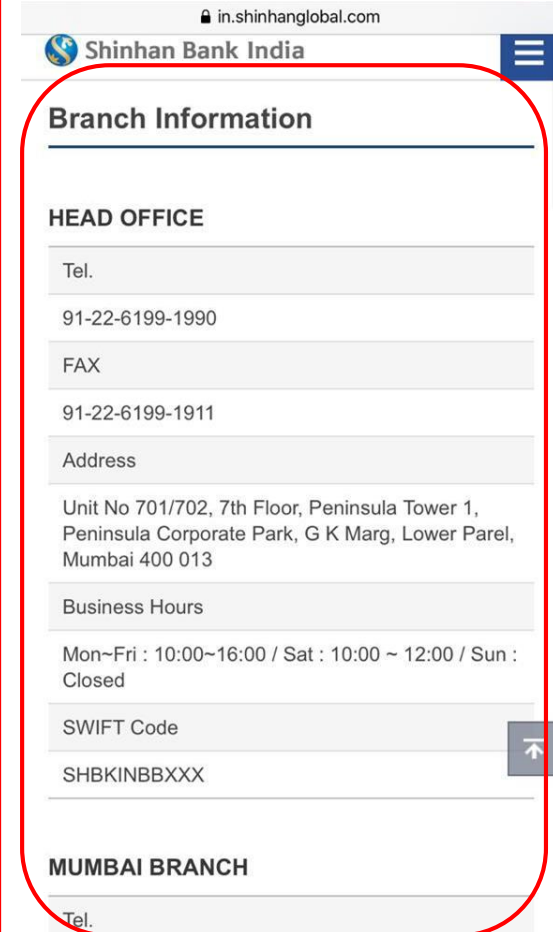 in.shinhanglobal.com
Shinhan Bank India
Branch Information
HEAD OFFICE
Tel.
91-22-6199-1990
FAX
91-22-6199-1911
Address
Unit No 701/702, 7th Floor, Peninsula Tower 1,
Peninsula Corporate Park, G K Marg, Lower Parel,
Mumbai 400 013
Business Hours
Mon~Fri : 10:00~16:00 / Sat : 10:00 ~ 12:00 / Sun :
Closed
SWIFT Code
SHBKINBBXXX
MUMBAI BRANCH
Tel.